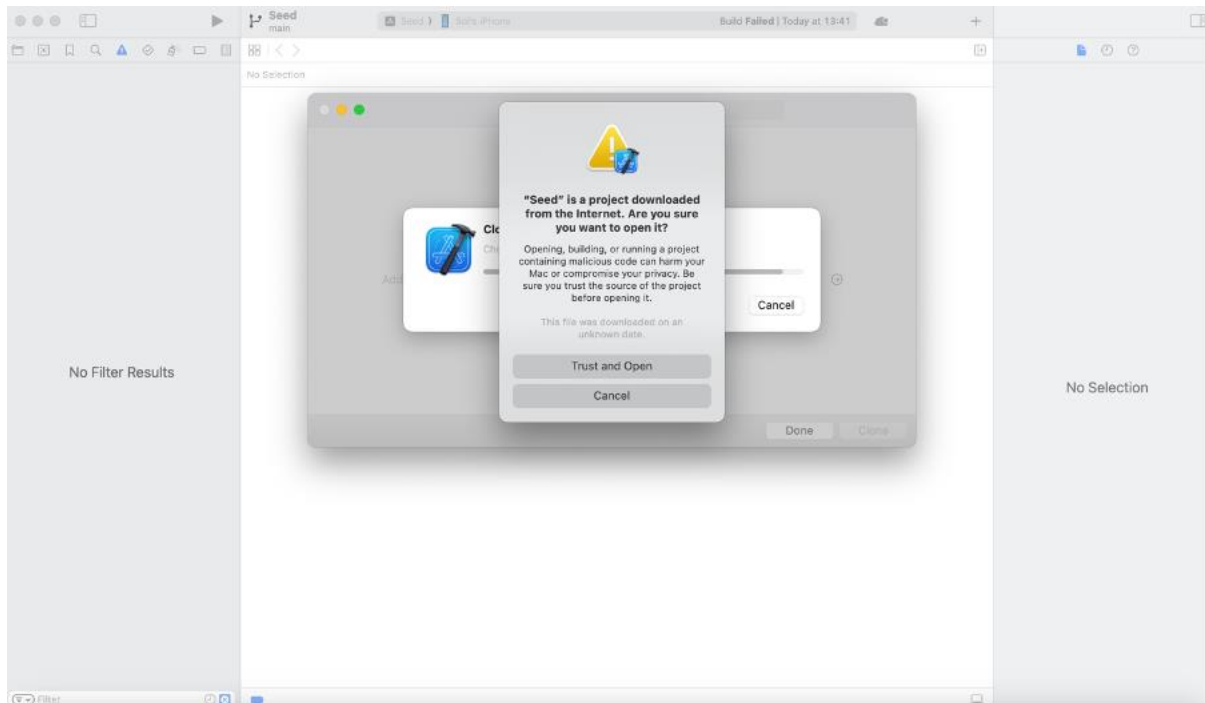 Seed
main
Seed
Build Failed | Today at 13:41
No Selection
"Seed" is a project downloaded
from the Internet. Are you sure
you want to open it?
Opening, building, or running a project
containing malicious code can harm your
Mac or compromise your privacy. Be
sure you trust the source of the project
before opening it.
This file was downloaded on an
unknown date.
Trust and Open
Cancel
Clo
Add
Cancel
Done
Clone
No Filter Results
No Selection
Filter